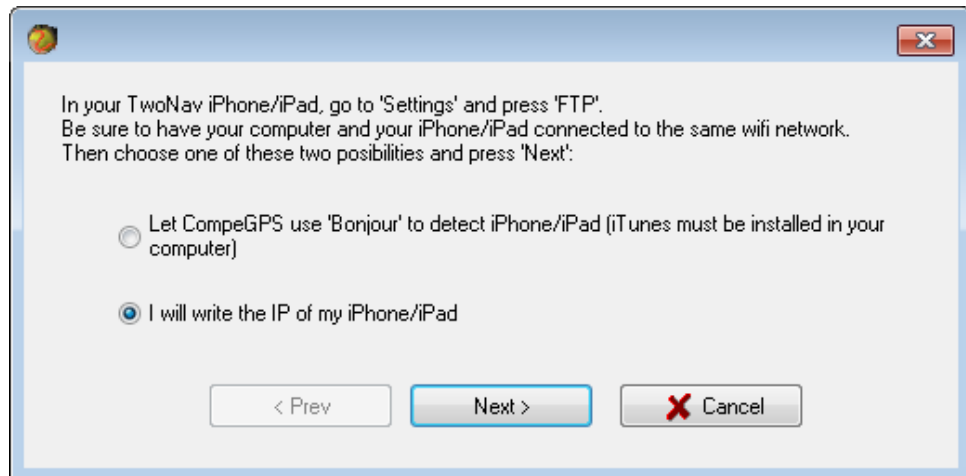 In your TwoNav iPhone/iPad, go to 'Settings' and press 'FTP'.
Be sure to have your computer and your iPhone/iPad connected to the same wifi network.
Then choose one of these two posibilities and press 'Next':
Let CompeGPS use 'Bonjour' to detect iPhone/iPad (iTunes must be installed in your
computer)
I will write the IP of my iPhone/iPad
< Prev
Next >
Cancel